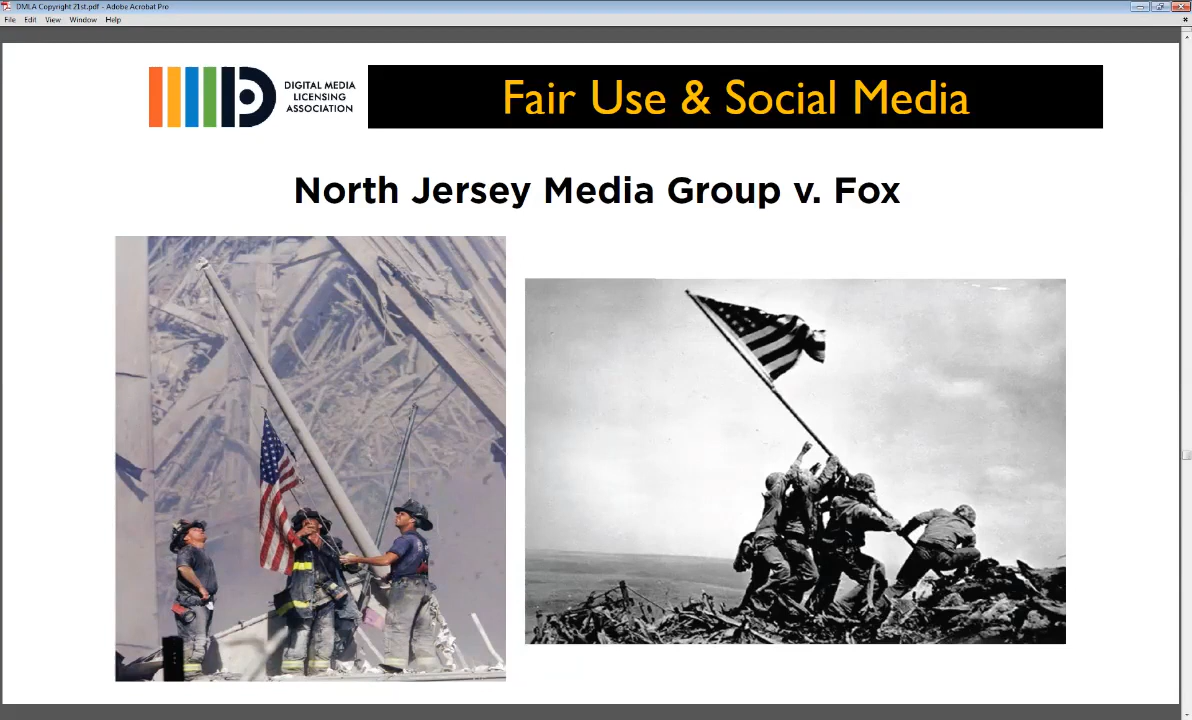 DMLA Copyright 21st.pdf - Adobe Acrobat Pro
File Edit View Window Help
DIGITAL MEDIA
LICENSING
ASSOCIATION
Fair Use & Social Media
North Jersey Media Group v. Fox